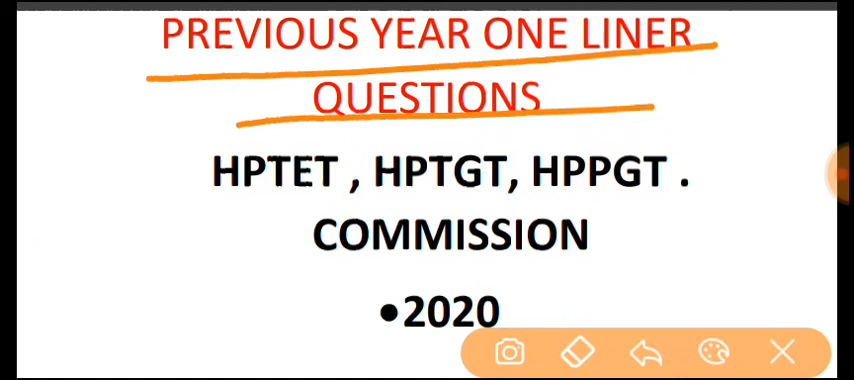 PREVIOUS YEAR ONE LINER
QUESTIONS
HPTET , HPTGT, HPPGT .
COMMISSION
•2020